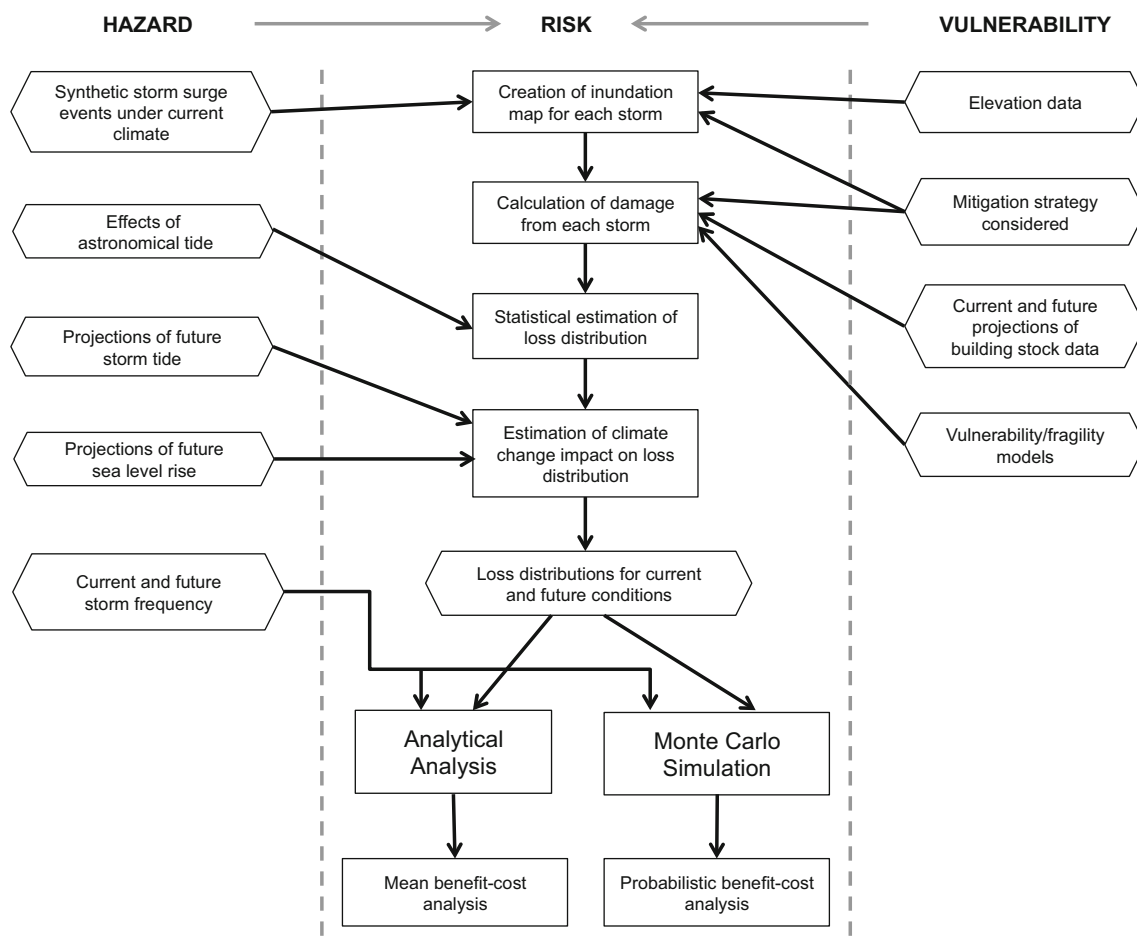 HAZARD
RISK
VULNERABILITY
Synthetic storm surge
events under current
climate
Creation of inundation
map for each storm
Elevation data
Effects of
astronomical tide
Calculation of damage
from each storm
Mitigation strategy
considered
Projections of future
storm tide
Statistical estimation of
loss distribution
Current and future
projections of
building stock data
Projections of future
sea level rise
Estimation of climate
change impact on loss
distribution
Vulnerability/fragility
models
Current and future
storm frequency
Loss distributions for current
and future conditions
Analytical
Analysis
Monte Carlo
Simulation
Mean benefit-cost
analysis
Probabilistic benefit-cost
analysis